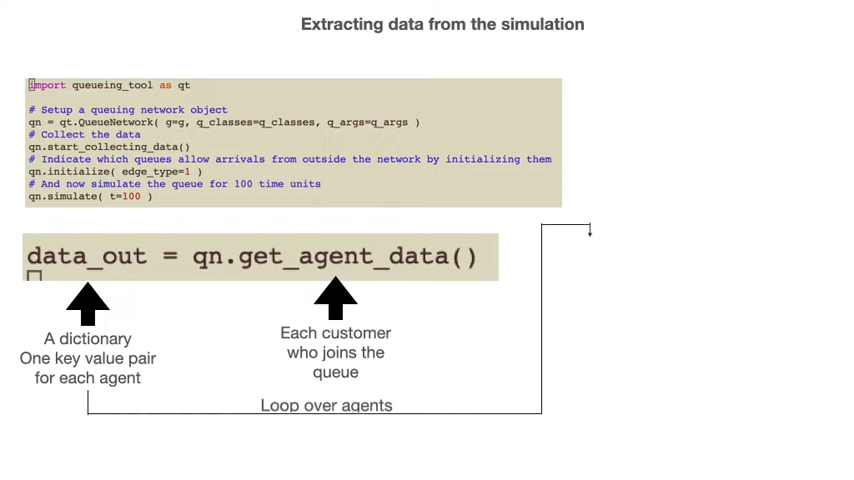 Extracting data from the simulation
import queueing_tool as qt
# Setup a queuing network object
qn = qt.QueueNetwork( g=g, q_classes=q_classes, q_args=q_args )
# Collect the data
qn.start_collecting_data()
# Indicate which queues allow arrivals from outside the network by initializing them
qn.initialize( edge_type=1 )
# And now simulate the queue for 100 time units
qn.simulate( t=100 )
data_out = qn.get_agent_data()
A dictionary
One key value pair
for each agent
Each customer
who joins the
queue
Loop over agents